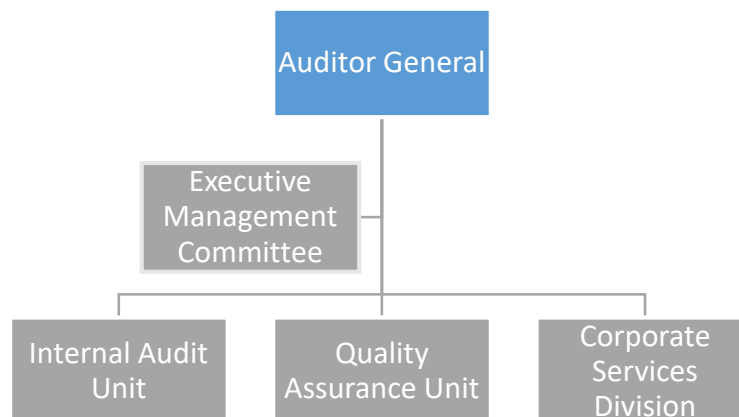 Auditor General
Executive
Management
Committee
Internal Audit
Unit
Quality
Assurance Unit
Corporate
Services
Division